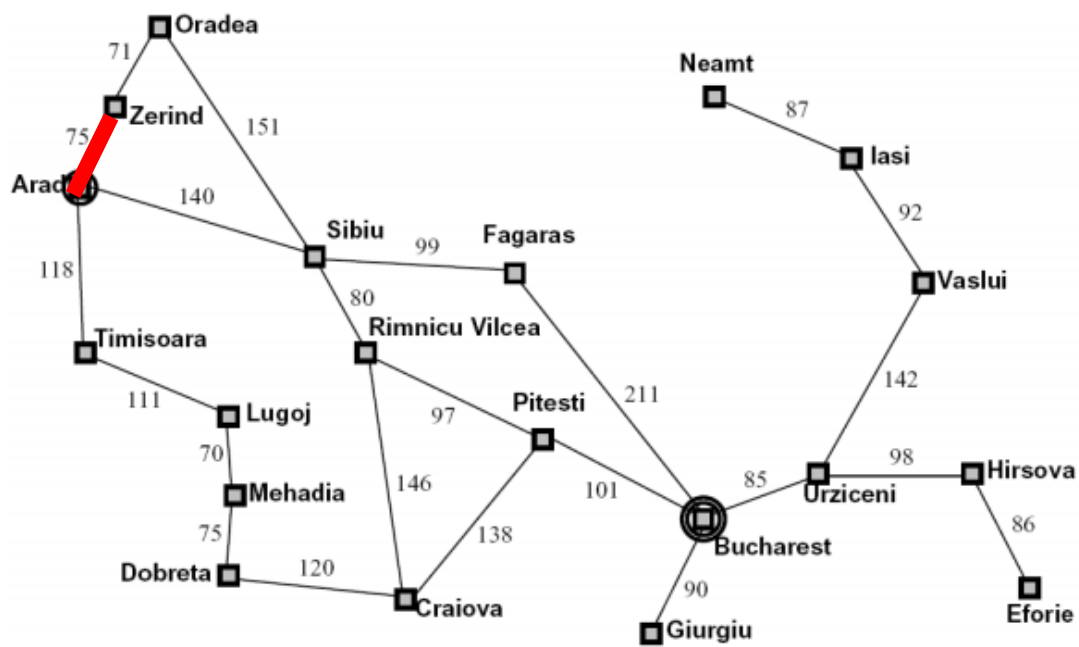 Oradea
71
Neamt
Zerind
87
75
151
Iasi
Arad
140
92
Sibiu
99
Fagaras
118
Vaslui
80
Rimnicu Vilcea
Timisoara
142
111
211
Pitesti
Lugoj
97
70
98
Hirsova
146
85
Mehadia
101
Urziceni
75
138
86
Bucharest
Dobreta
120
90
Craiova
Eforie
Giurgiu